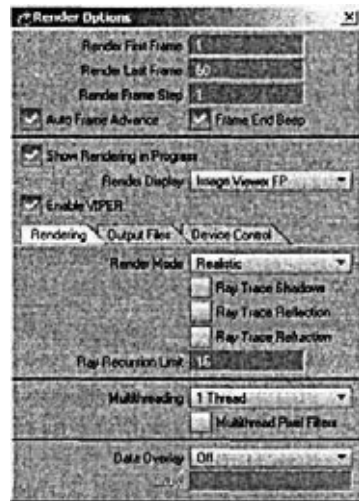 Render Options
Render First Frame 1
Render Last Frame 60
Render Frame Step 1
Auto Frame Advance Frame End Beep
Show Rendering in Progress
Render Display Image Viewer FP
Enable VIPER
Rendering Output Files Device Control
Render Mode Realistic
Ray Trace Shadows
Ray Trace Reflection
Ray Trace Refraction
Ray Recursion Limit 16
Multithreading 1 Thread
Multithread Pixel Filters
Data Overlay Off